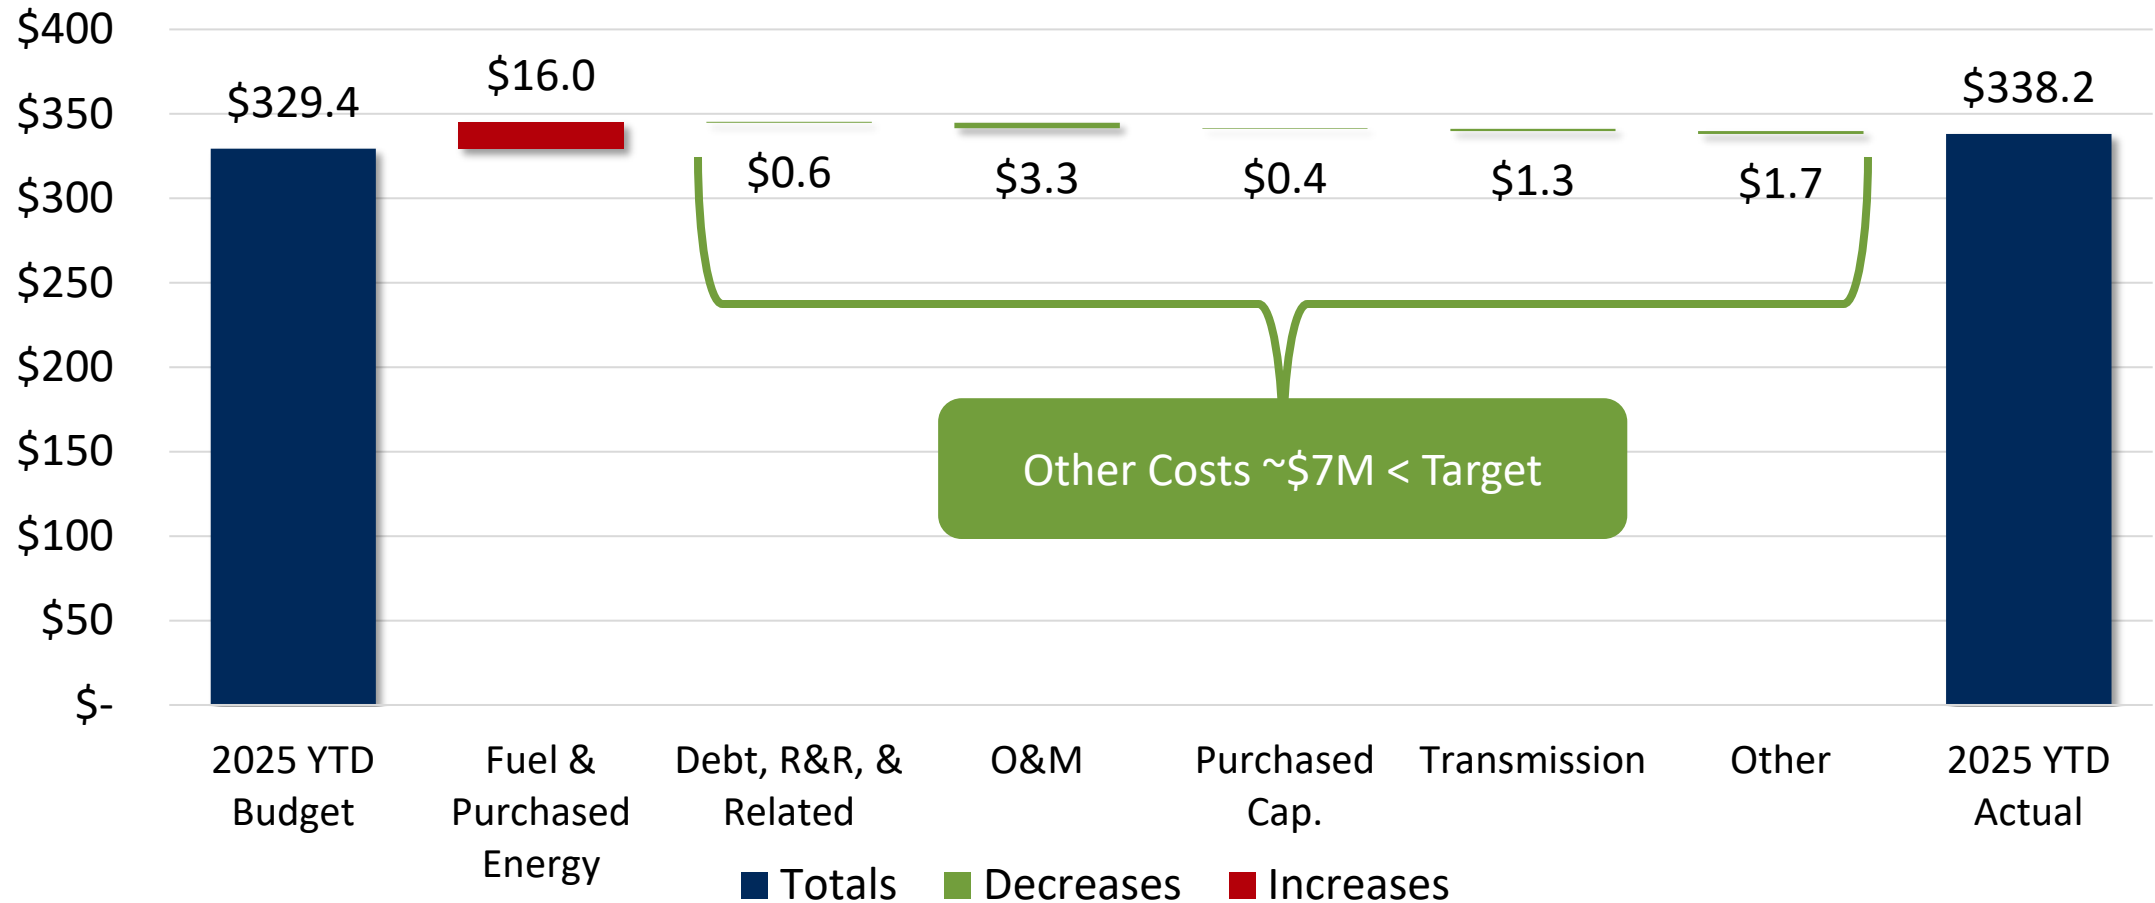 $400
$350
$300
$250
$200
$150
$100
$50
$-
$329.4
$16.0
$0.6
$3.3
$0.4
$1.3
$1.7
$338.2
Other Costs ~$7M < Target
2025 YTD
Budget
Fuel &
Purchased
Energy
Debt, R&R, &
Related
O&M
Purchased
Cap.
Transmission
Other
2025 YTD
Actual
Totals
Decreases
Increases